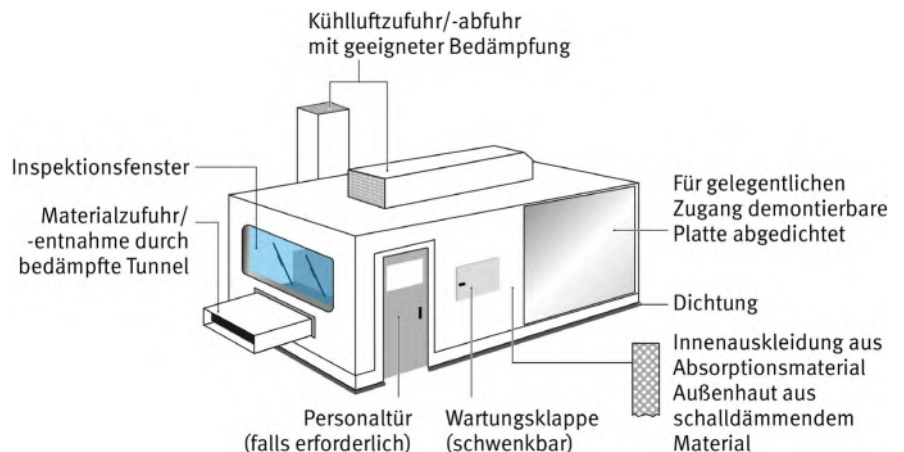 Kühlluftzufuhr/-abfuhr
mit geeigneter Bedämpfung
Inspektionsfenster
Materialzufuhr/
-entnahme durch
bedämpfte Tunnel
Für gelegentlichen
Zugang demontierbare
Platte abgedichtet
Dichtung
Innenauskleidung aus
Absorptionsmaterial
Außenhaut aus
schalldämmendem
Material
Personaltür
(falls erforderlich)
Wartungsklappe
(schwenkbar)